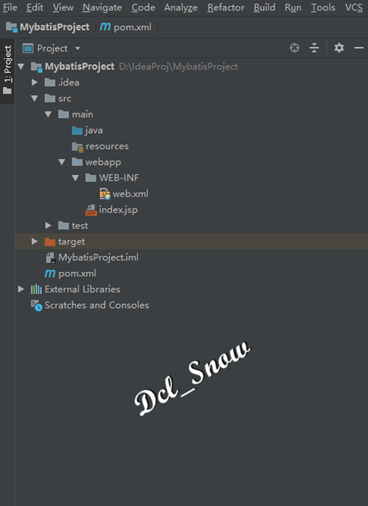 File Edit View Navigate Code Analyze Refactor Build Run Tools VCS
MybatisProject pom.xml
1: Project
Project
MybatisProject D:\IdeaProj\MybatisProject
.idea
src
main
java
resources
webapp
WEB-INF
web.xml
index.jsp
test
target
MybatisProject.iml
pom.xml
External Libraries
Scratches and Consoles
Dcl_Snow